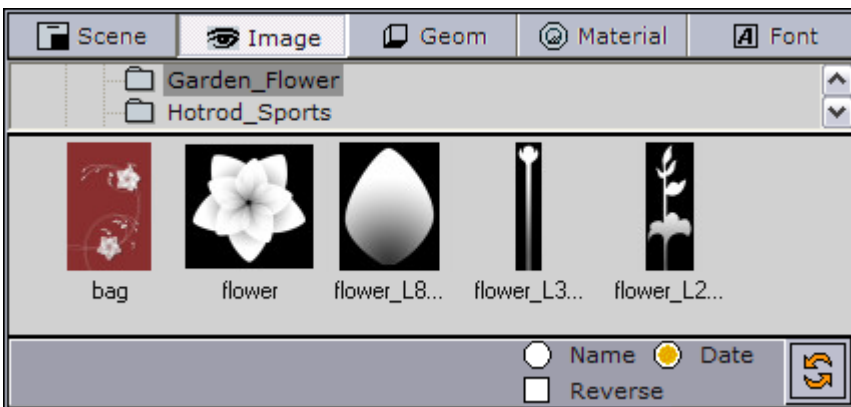 Scene Image Geom Material Font
Garden_Flower
Hotrod_Sports
bag flower flower_L8... flower_L3... flower_L2...
Name Date
Reverse